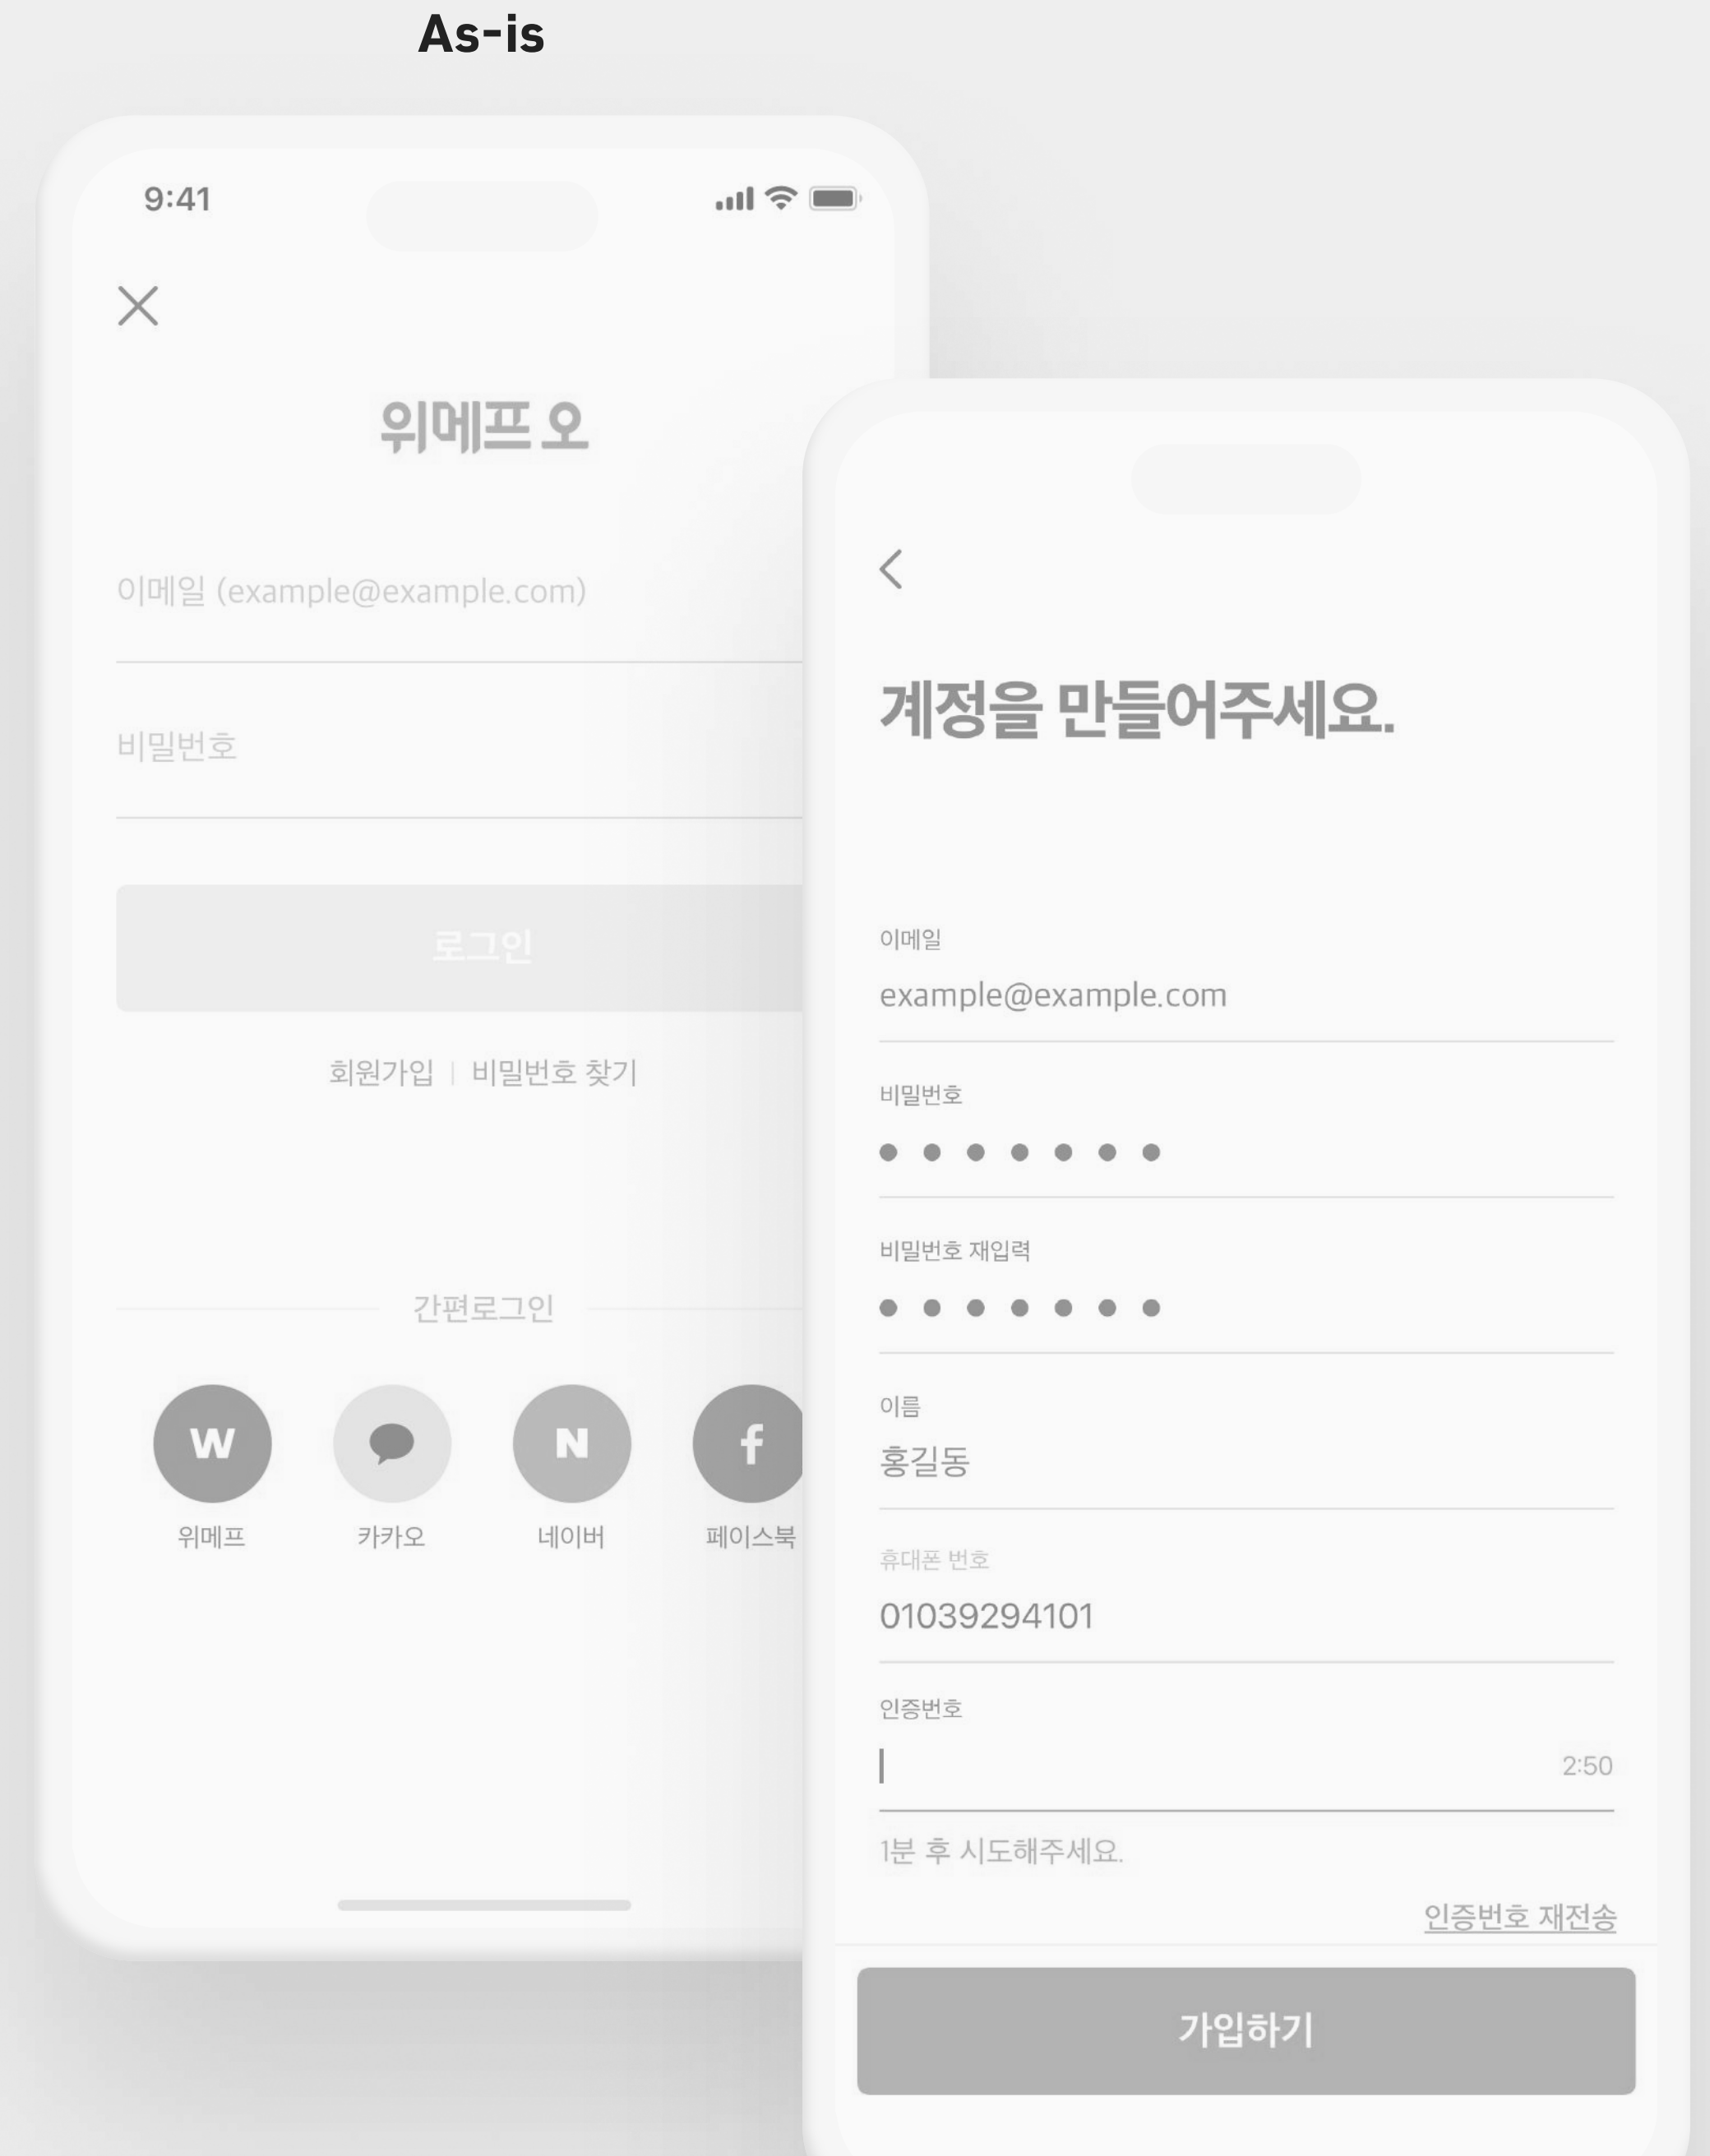 As-is
9:41
위메프 오
이메일 (example@example.com)
비밀번호
로그인
회원가입 | 비밀번호 찾기
간편로그인
W N f
위메프 카카오 네이버 페이스북
계정을 만들어주세요.
이메일
example@example.com
비밀번호
비밀번호 재입력
이름
홍길동
휴대폰 번호
01039294101
인증번호
2:50
1분 후 시도해주세요.
인증번호 재전송
가입하기